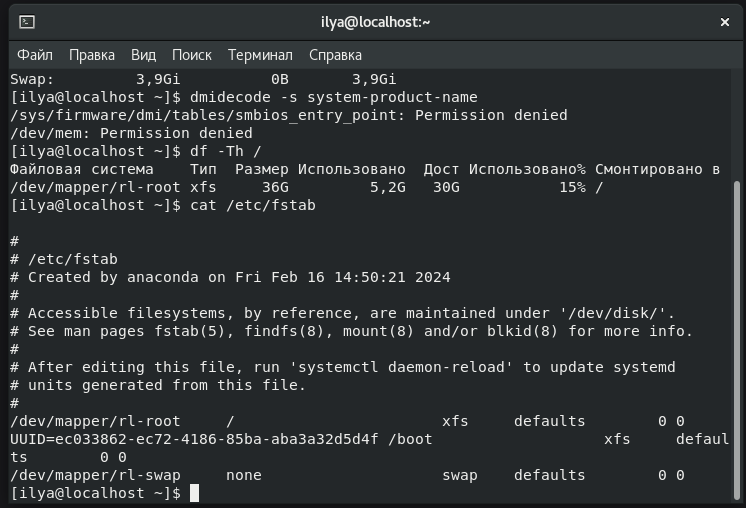 ilya@localhost:~
Файл Правка Вид Поиск Терминал Справка
Swap: 3,9Gi 0B 3,9Gi
[ilya@localhost ~]$ dmidecode -s system-product-name
/sys/firmware/dmi/tables/smbios_entry_point: Permission denied
/dev/mem: Permission denied
[ilya@localhost ~]$ df -Th /
Файловая система Тип Размер Использовано Дост Использовано% Смонтировано в
/dev/mapper/rl-root xfs 36G 5,2G 30G 15% /
[ilya@localhost ~]$ cat /etc/fstab
#
# /etc/fstab
# Created by anaconda on Fri Feb 16 14:50:21 2024
#
# Accessible filesystems, by reference, are maintained under '/dev/disk/'.
# See man pages fstab(5), findfs(8), mount(8) and/or blkid(8) for more info.
#
# After editing this file, run 'systemctl daemon-reload' to update systemd
# units generated from this file.
#
/dev/mapper/rl-root / xfs defaults 0 0
UUID=ec033862-ec72-4186-85ba-aba3a32d5d4f /boot xfs defaul
ts 0 0
/dev/mapper/rl-swap none swap defaults 0 0
[ilya@localhost ~]$